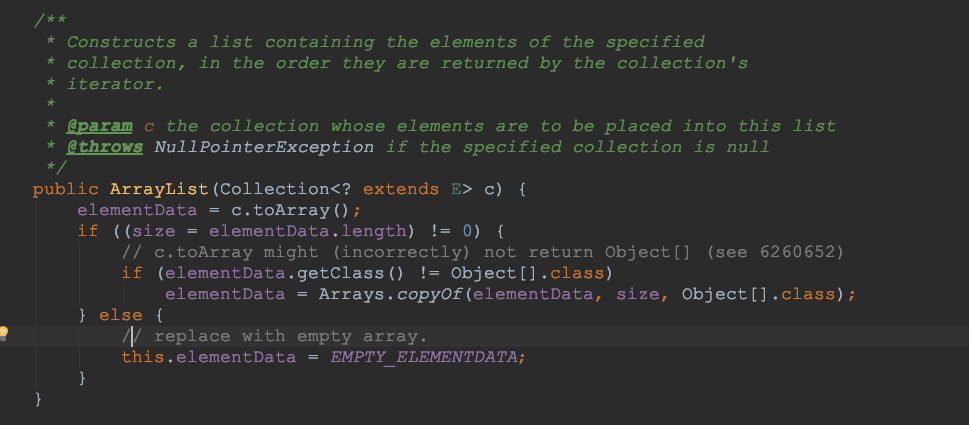 /**
 * Constructs a list containing the elements of the specified
 * collection, in the order they are returned by the collection's
 * iterator.
 *
 * @param c the collection whose elements are to be placed into this list
 * @throws NullPointerException if the specified collection is null
 */
public ArrayList(Collection<? extends E> c) {
    elementData = c.toArray();
    if ((size = elementData.length) != 0) {
        // c.toArray might (incorrectly) not return Object[] (see 6260652)
        if (elementData.getClass() != Object[].class)
            elementData = Arrays.copyOf(elementData, size, Object[].class);
    } else {
        // replace with empty array.
        this.elementData = EMPTY_ELEMENTDATA;
    }
}